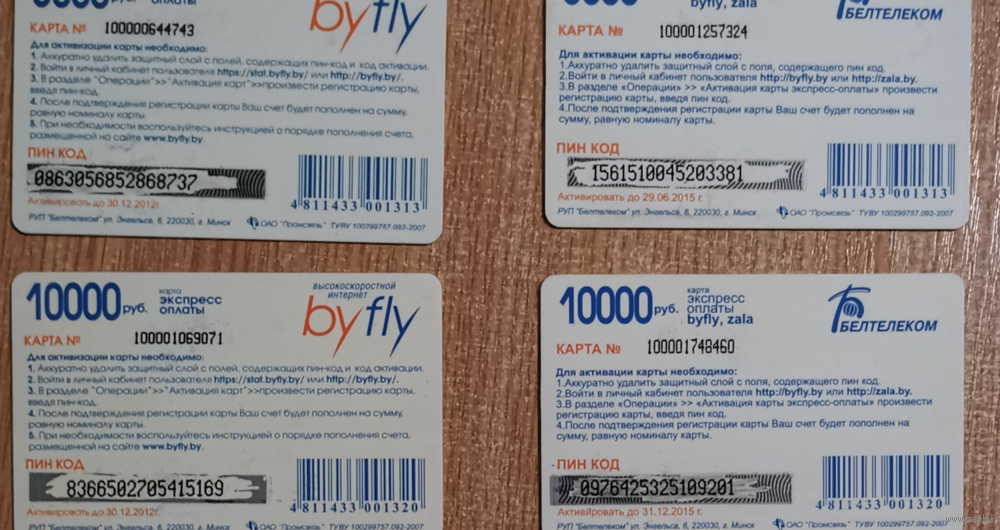 byfly
КАРТА № 100000644743
Для активизации карты необходимо:
1. Аккуратно удалить защитный слой с полей, содержащих пин-код и код активации.
2. Войти в личный кабинет пользователя https://stat.byfly.by/ или http://byfly.by/.
3. В разделе "Операции">>"Активация карт">>произвести регистрацию карты,
введя пин-код.
4. После подтверждения регистрации карты Ваш счет будет пополнен на сумму,
равную номиналу карты.
5. При необходимости воспользуйтесь инструкцией о порядке пополнения счета,
размещенной на сайте www.byfly.by
ПИН КОД
0863056852868737
4 811433 001313
Активировать до 30.12.2012г.
РУП "Белтелеком" ул. Энгельса, 6, 220030, г. Минск ОАО "Промсвязь" ТУ BY 100299757.092-2007
byfly, zala
БЕЛТЕЛЕКОМ
КАРТА № 100001257324
Для активации карты необходимо:
1.Аккуратно удалить защитный слой с поля, содержащего пин код.
2.Войти в личный кабинет пользователя http://byfly.by или http://zala.by.
3.В разделе «Операции» >> «Активация карты экспресс-оплаты» произвести
регистрацию карты, введя пин код.
4.После подтверждения регистрации карты Ваш счет будет пополнен на
сумму, равную номиналу карты.
ПИН КОД
1561510045203381
4 811433 001313
Активировать до 29.06.2015 г.
РУП "Белтелеком" ул. Энгельса, 6, 220030, г. Минск ОАО "Промсвязь" ТУ BY 100299757.092-2007
10000 руб. карта экспресс оплаты
высокоскоростной интернет
byfly
КАРТА № 100001069071
Для активизации карты необходимо:
1. Аккуратно удалить защитный слой с полей, содержащих пин-код и код активации.
2. Войти в личный кабинет пользователя https://stat.byfly.by/ или http://byfly.by/.
3. В разделе "Операции">>"Активация карт">>произвести регистрацию карты,
введя пин-код.
4. После подтверждения регистрации карты Ваш счет будет пополнен на сумму,
равную номиналу карты.
5. При необходимости воспользуйтесь инструкцией о порядке пополнения счета,
размещенной на сайте www.byfly.by.
ПИН КОД
8366502705415169
4 811433 001320
Активировать до 30.12.2012г.
РУП "Белтелеком" ул. Энгельса, 6, 220030, г. Минск ОАО "Промсвязь" ТУ BY 100299757.092-2007
10000 руб. карта экспресс оплаты byfly, zala
БЕЛТЕЛЕКОМ
КАРТА № 100001748460
Для активации карты необходимо:
1.Аккуратно удалить защитный слой с поля, содержащего пин код.
2.Войти в личный кабинет пользователя http://byfly.by или http://zala.by.
3.В разделе «Операции» >> «Активация карты экспресс-оплаты» произвести
регистрацию карты, введя пин код.
4.После подтверждения регистрации карты Ваш счет будет пополнен на
сумму, равную номиналу карты.
ПИН КОД
0976425325109201
4 811433 001320
Активировать до 31.12.2015 г.
РУП "Белтелеком" ул. Энгельса, 6, 220030, г. Минск ОАО "Промсвязь" ТУ BY 100299757.092-2007